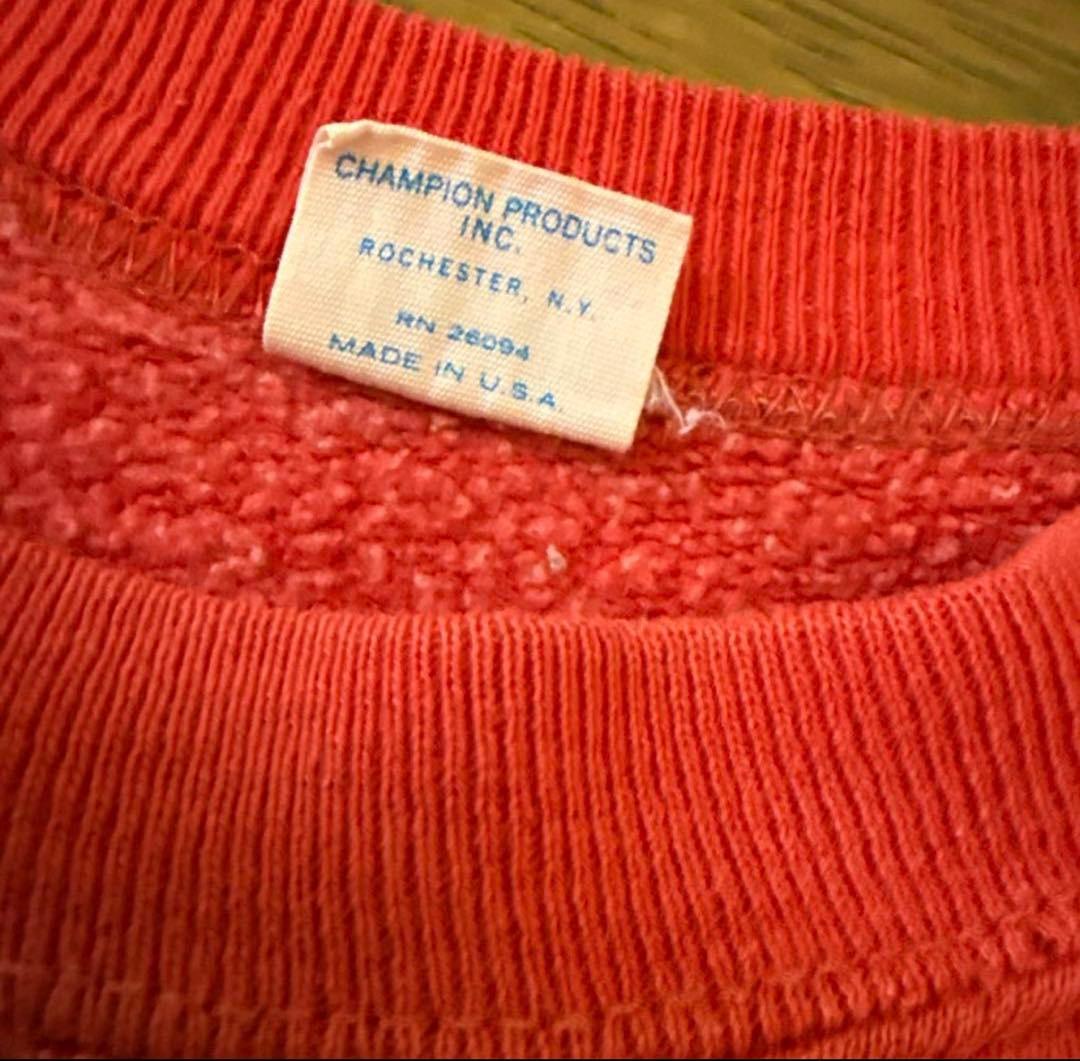 CHAMPION PRODUCTS
INC.
ROCHESTER, N.Y.
RN 26094
MADE IN U.S.A.